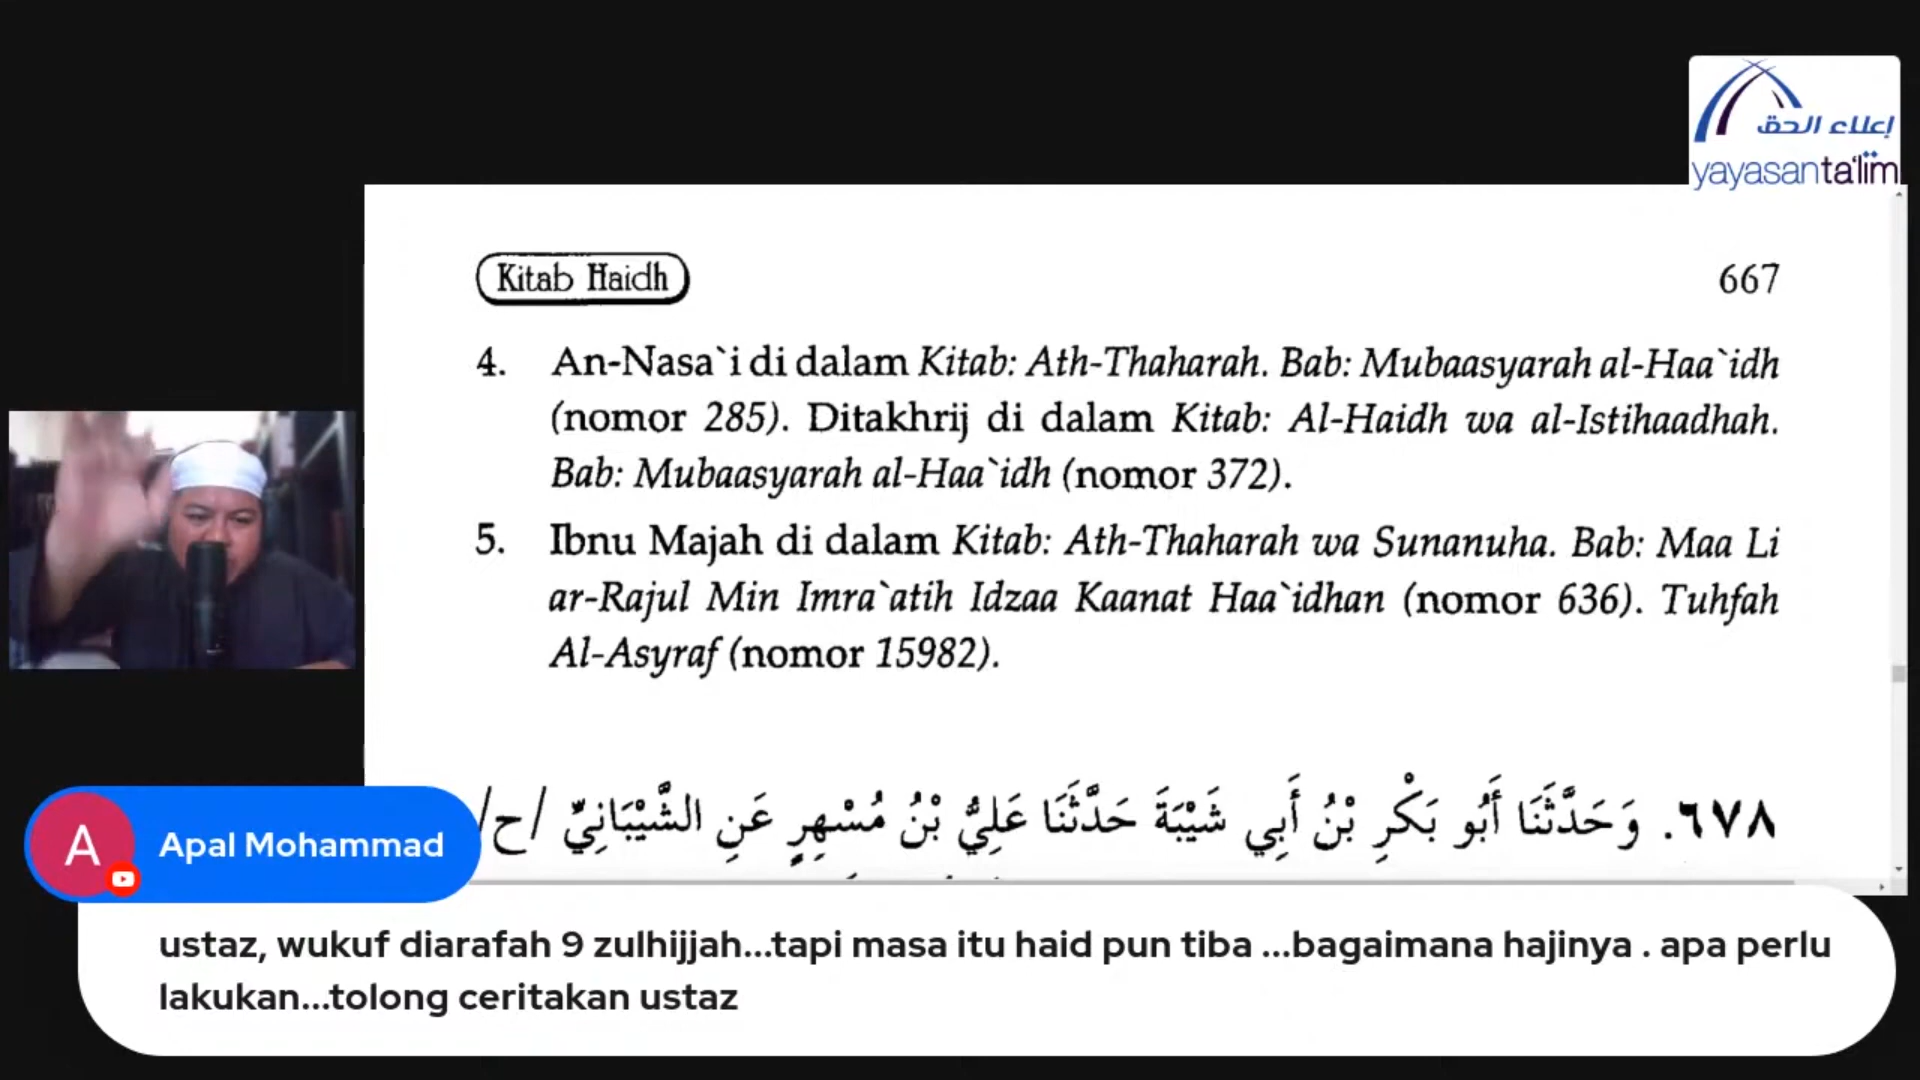 إعلاء الحق
yayasanta'lim
Kitab Haidh
667
4. An-Nasa`i di dalam Kitab: Ath-Thaharah. Bab: Mubaasyarah al-Haa`idh
(nomor 285). Ditakhrij di dalam Kitab: Al-Haidh wa al-Istihaadhah.
Bab: Mubaasyarah al-Haa`idh (nomor 372).
5. Ibnu Majah di dalam Kitab: Ath-Thaharah wa Sunanuha. Bab: Maa Li
ar-Rajul Min Imra`atih Idzaa Kaanat Haa`idhan (nomor 636). Tuhfah
Al-Asyraf (nomor 15982).
٦٧٨. وَحَدَّثَنَا أَبُو بَكْرِ بْنُ أَبِي شَيْبَةَ حَدَّثَنَا عَلِيُّ بْنُ مُسْهِرٍ عَنِ الشَّيْبَانِيِّ /ح/
A
Apal Mohammad
ustaz, wukuf diarafah 9 zulhijjah...tapi masa itu haid pun tiba ...bagaimana hajinya . apa perlu
lakukan...tolong ceritakan ustaz